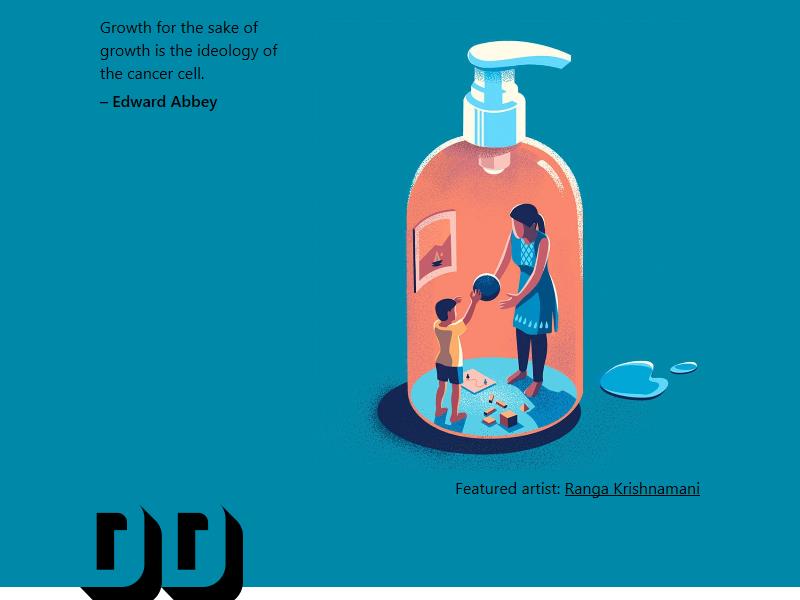 Growth for the sake of
growth is the ideology of
the cancer cell.
– Edward Abbey
Featured artist: Ranga Krishnamani